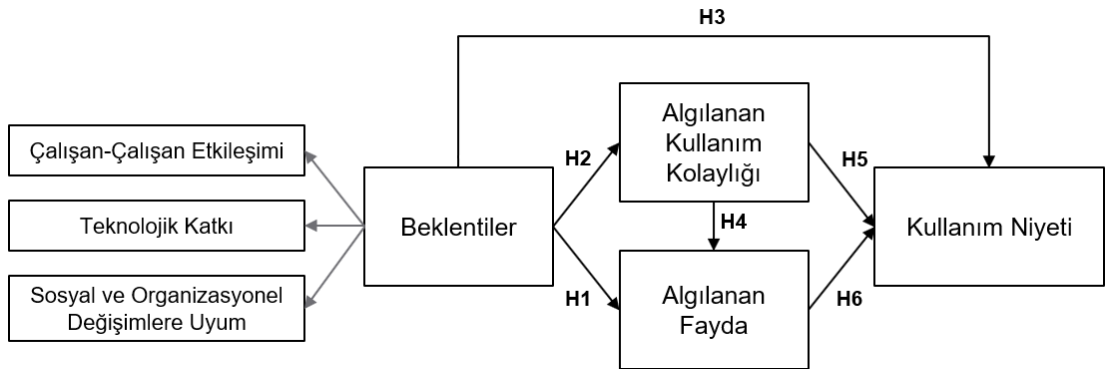 H3
Çalışan-Çalışan Etkileşimi
Teknolojik Katkı
Sosyal ve Organizasyonel
Değişimlere Uyum
Beklentiler
H2
H1
Algılanan
Kullanım
Kolaylığı
H4
Algılanan
Fayda
H5
H6
Kullanım Niyeti